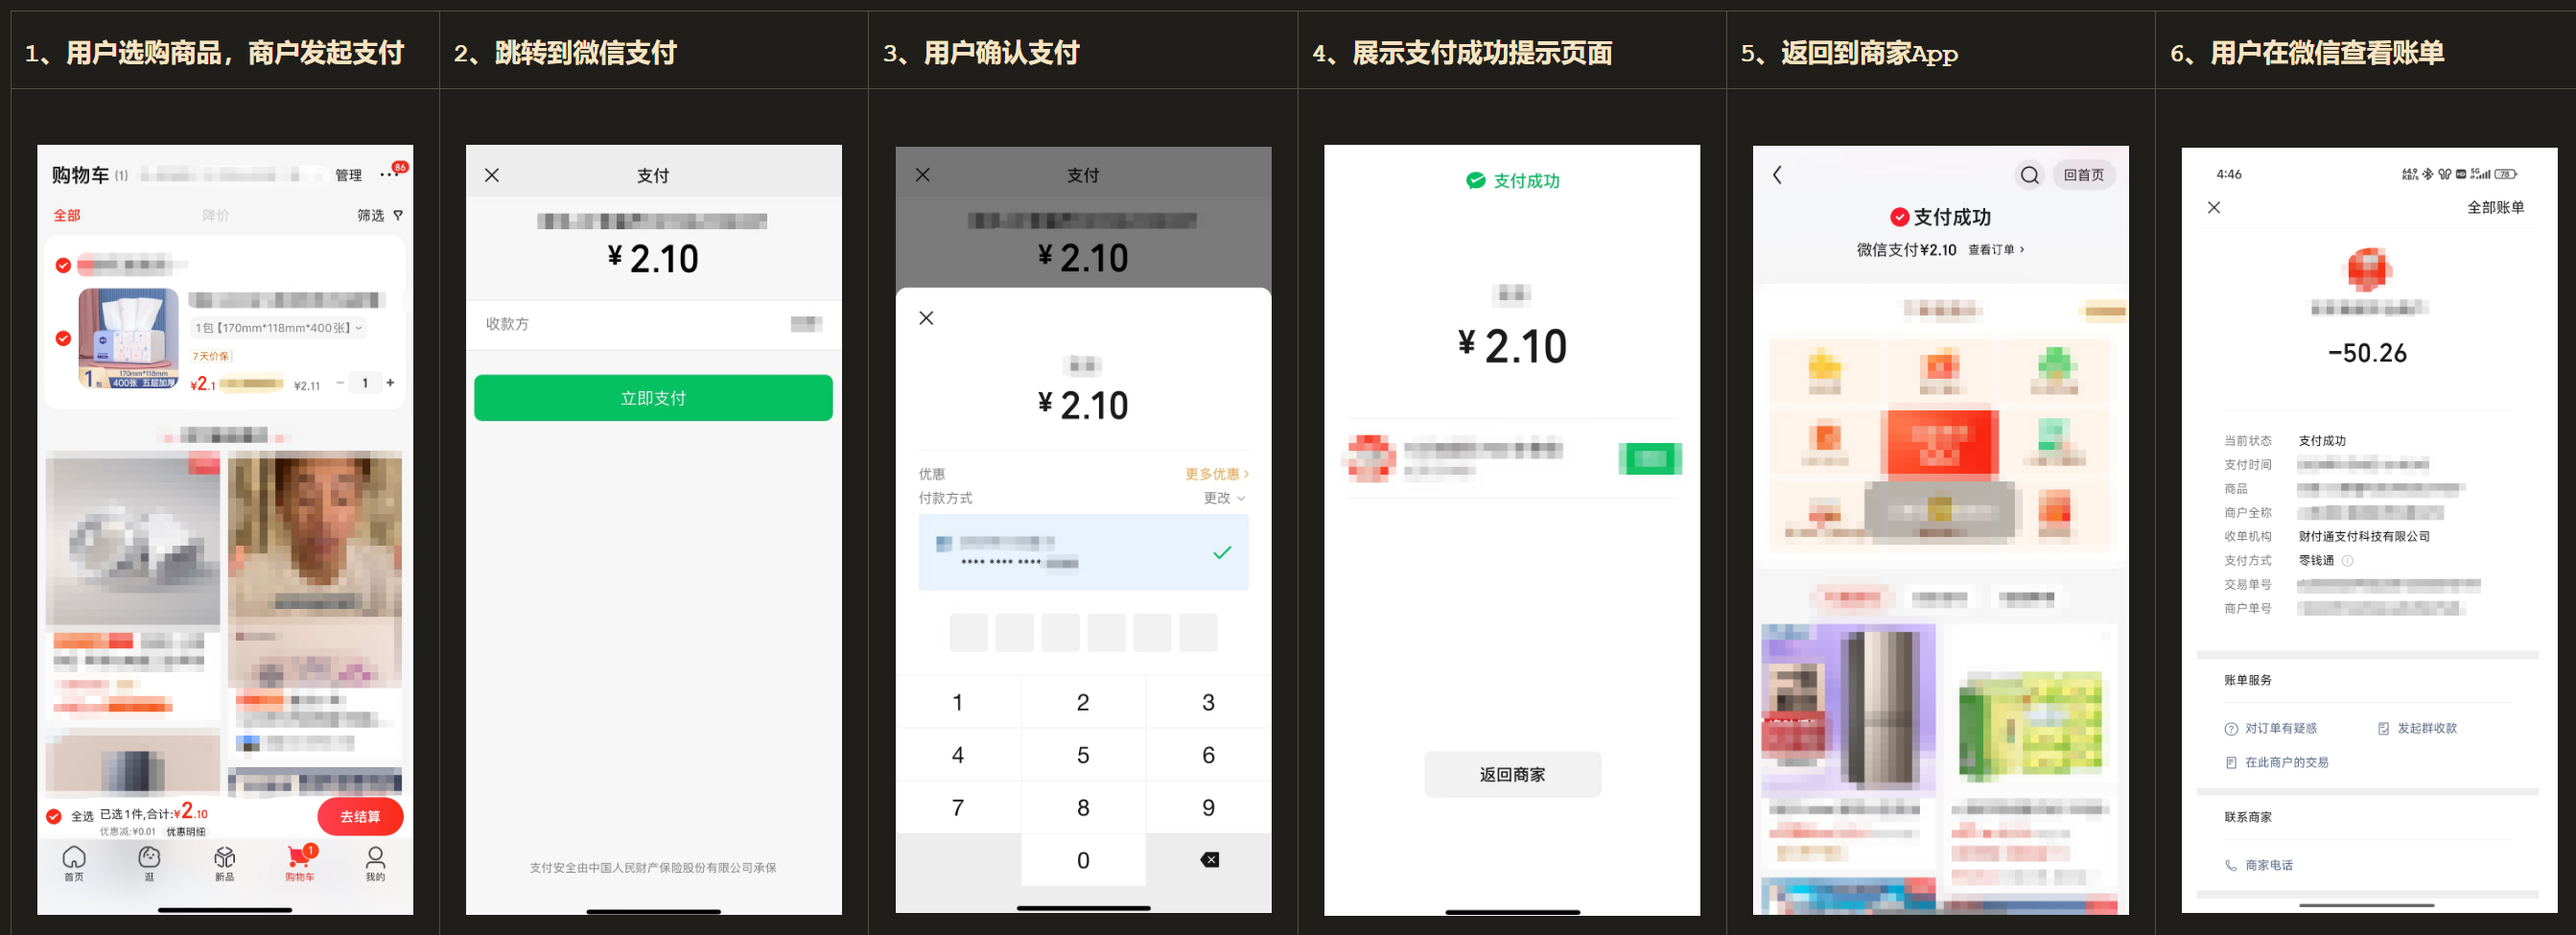 1、用户选购商品，商户发起支付
2、跳转到微信支付
3、用户确认支付
4、展示支付成功提示页面
5、返回到商家App
6、用户在微信查看账单
购物车 (1)
管理
86
全部
降价
筛选
1包【170mm*118mm*400张】
7天价保
170mm*118mm
1包
400张 五层加厚
¥2.1
¥2.11
1
全选
已选1件,合计:¥2.10
优惠减:¥0.01 优惠明细
去结算
首页
逛
新品
1
购物车
我的
支付
¥2.10
收款方
立即支付
支付安全由中国人民财产保险股份有限公司承保
支付
¥2.10
¥2.10
优惠
更多优惠
付款方式
更改
**** **** ****
1 2 3
4 5 6
7 8 9
0
支付成功
¥2.10
返回商家
回首页
支付成功
微信支付¥2.10 查看订单
4:46
5G
78
全部账单
-50.26
当前状态 支付成功
支付时间
商品
商户全称
收单机构 财付通支付科技有限公司
支付方式 零钱通
交易单号
商户单号
账单服务
对订单有疑惑
发起群收款
在此商户的交易
联系商家
商家电话